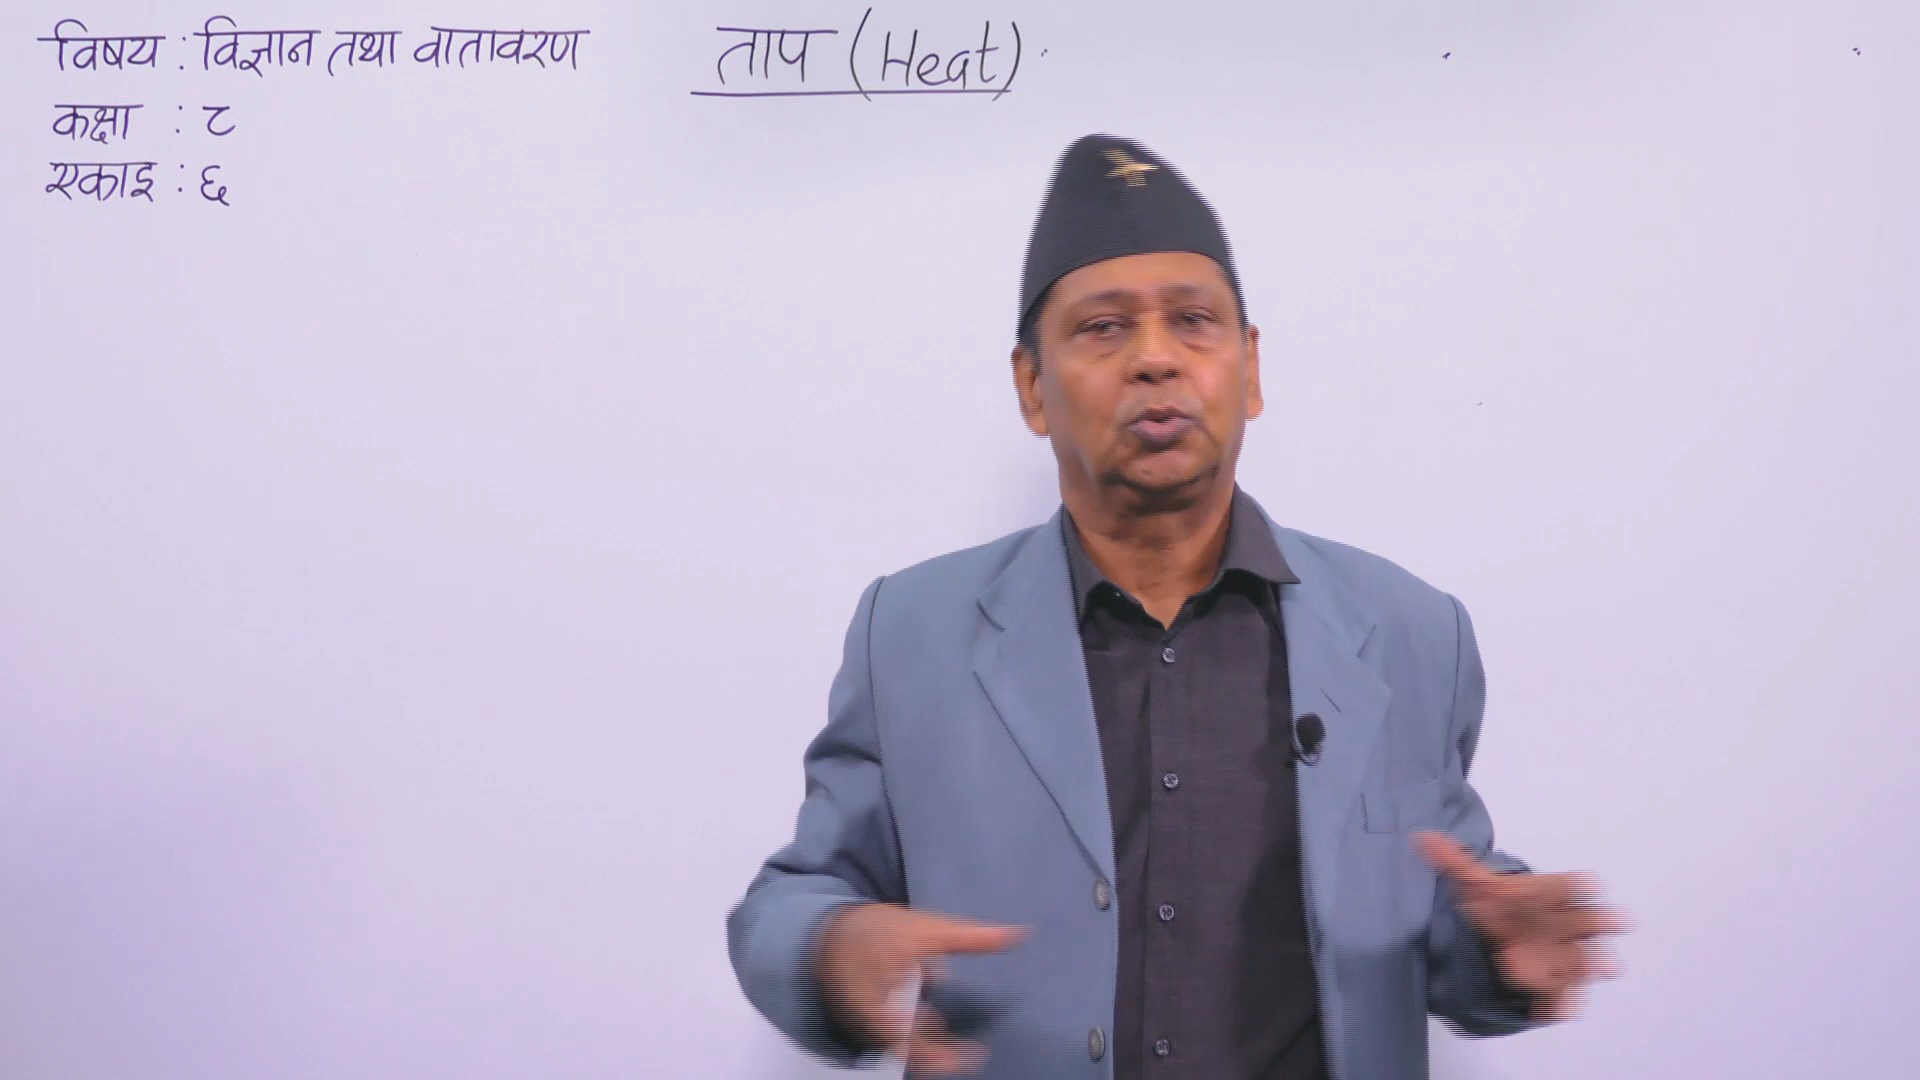 विषय : विज्ञान तथा वातावरण
ताप (Heat)
कक्षा : ८
एकाइ : ६